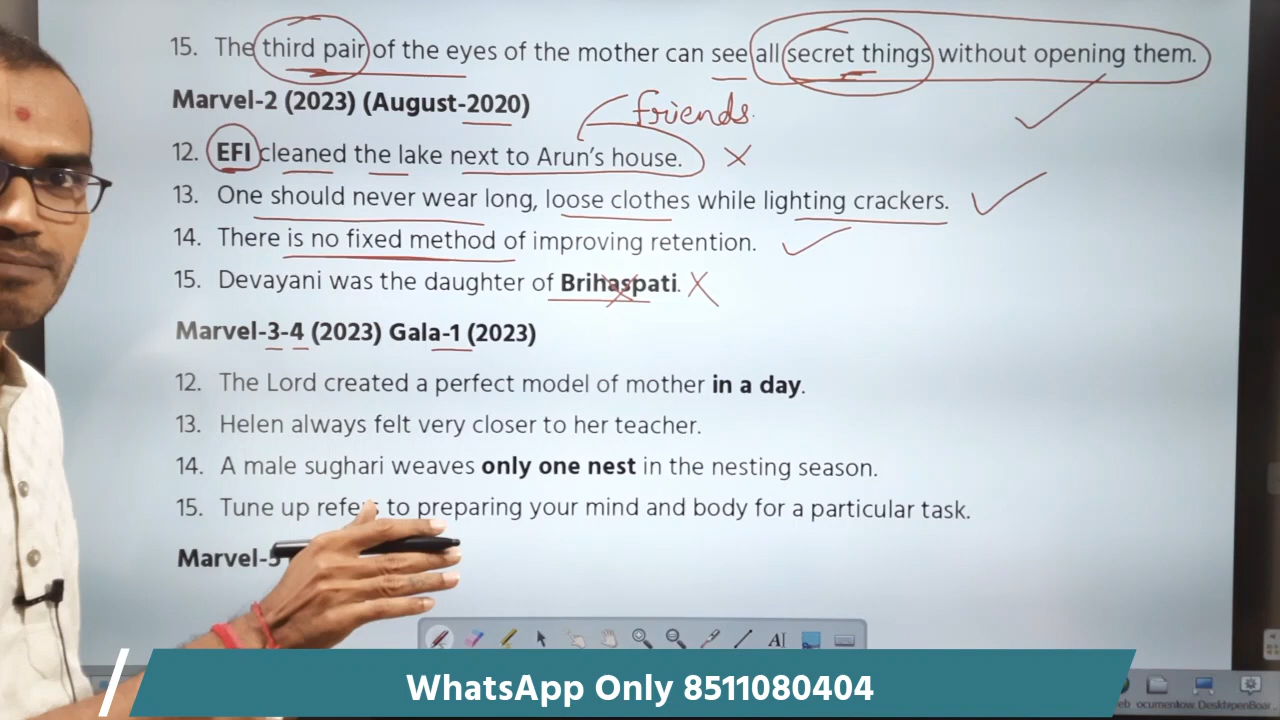 15. The third pair of the eyes of the mother can see all secret things without opening them.
Marvel-2 (2023) (August-2020)
friends.
12. EFI cleaned the lake next to Arun's house.
13. One should never wear long, loose clothes while lighting crackers.
14. There is no fixed method of improving retention.
15. Devayani was the daughter of Brihaspati.
Marvel-3-4 (2023) Gala-1 (2023)
12. The Lord created a perfect model of mother in a day.
13. Helen always felt very closer to her teacher.
14. A male sughari weaves only one nest in the nesting season.
15. Tune up refers to preparing your mind and body for a particular task.
Marvel-5
A
WhatsApp Only 8511080404